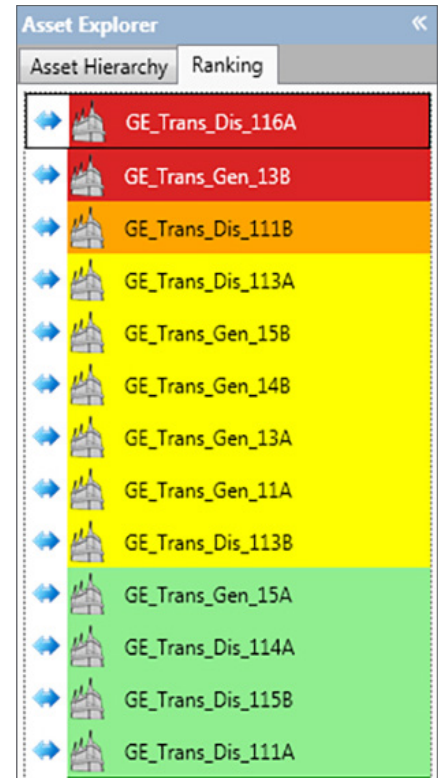 Asset Explorer
Asset Hierarchy Ranking
GE_Trans_Dis_116A
GE_Trans_Gen_13B
GE_Trans_Dis_111B
GE_Trans_Dis_113A
GE_Trans_Gen_15B
GE_Trans_Gen_14B
GE_Trans_Gen_13A
GE_Trans_Gen_11A
GE_Trans_Dis_113B
GE_Trans_Gen_15A
GE_Trans_Dis_114A
GE_Trans_Dis_115B
GE_Trans_Dis_111A